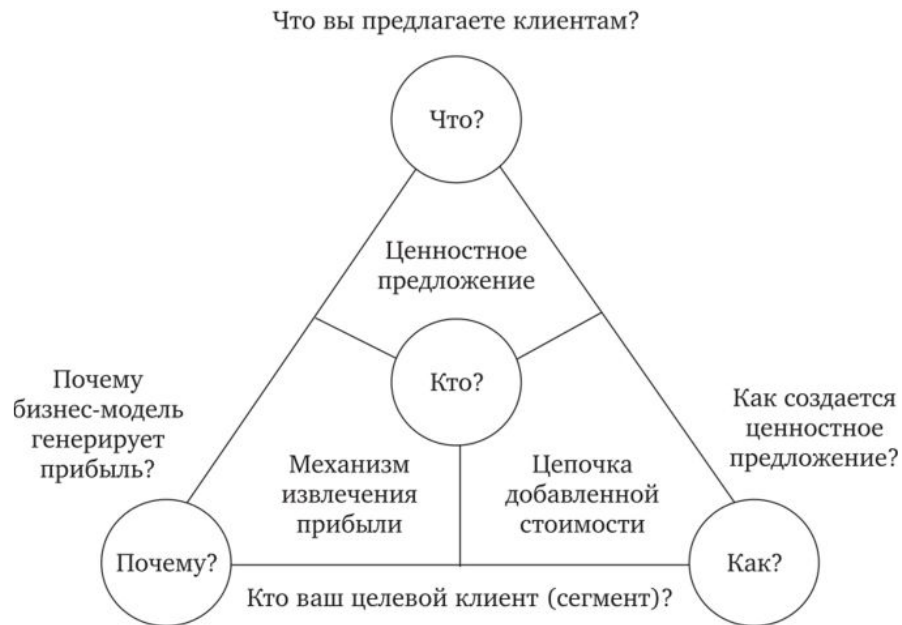 Что вы предлагаете клиентам?
Что?
Ценностное
предложение
Кто?
Почему
бизнес-модель
генерирует
прибыль?
Как создается
ценностное
предложение?
Механизм
извлечения
прибыли
Цепочка
добавленной
стоимости
Почему?
Как?
Кто ваш целевой клиент (сегмент)?